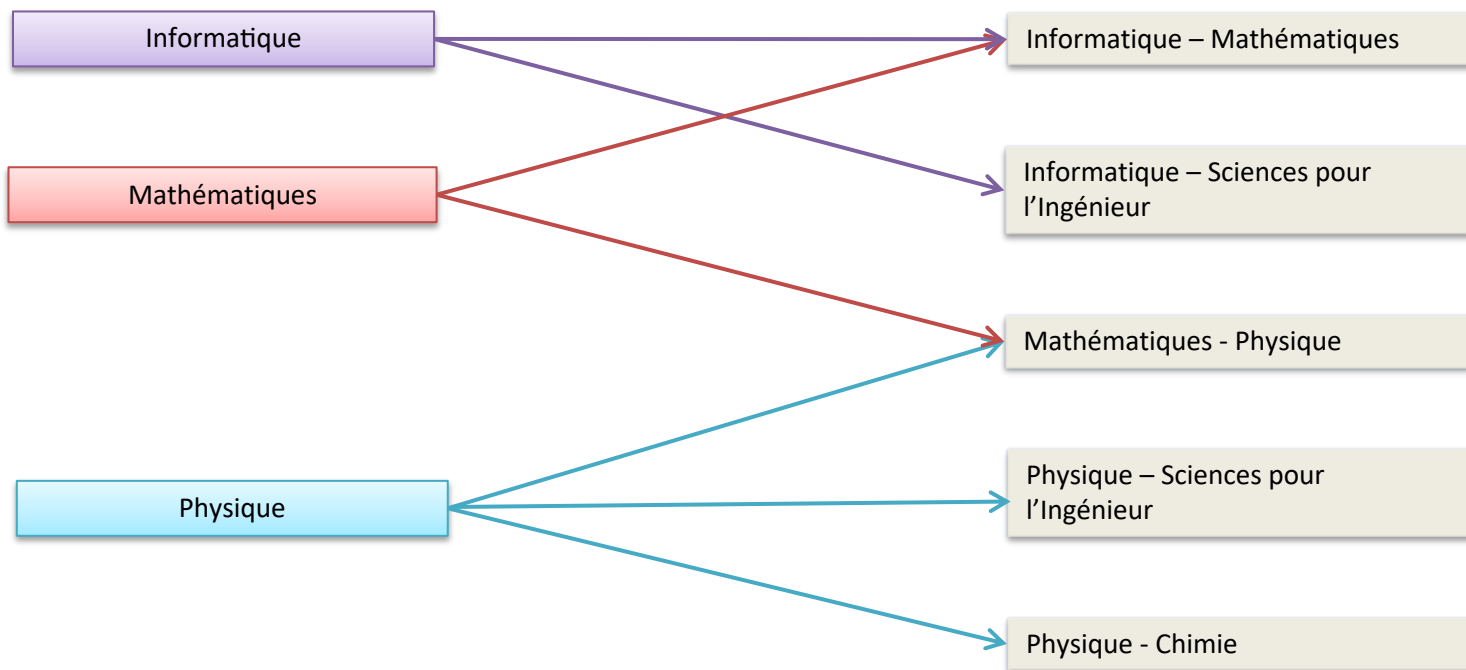 Informatique
Informatique – Mathématiques
Mathématiques
Informatique – Sciences pour
l’Ingénieur
Mathématiques - Physique
Physique
Physique – Sciences pour
l’Ingénieur
Physique - Chimie